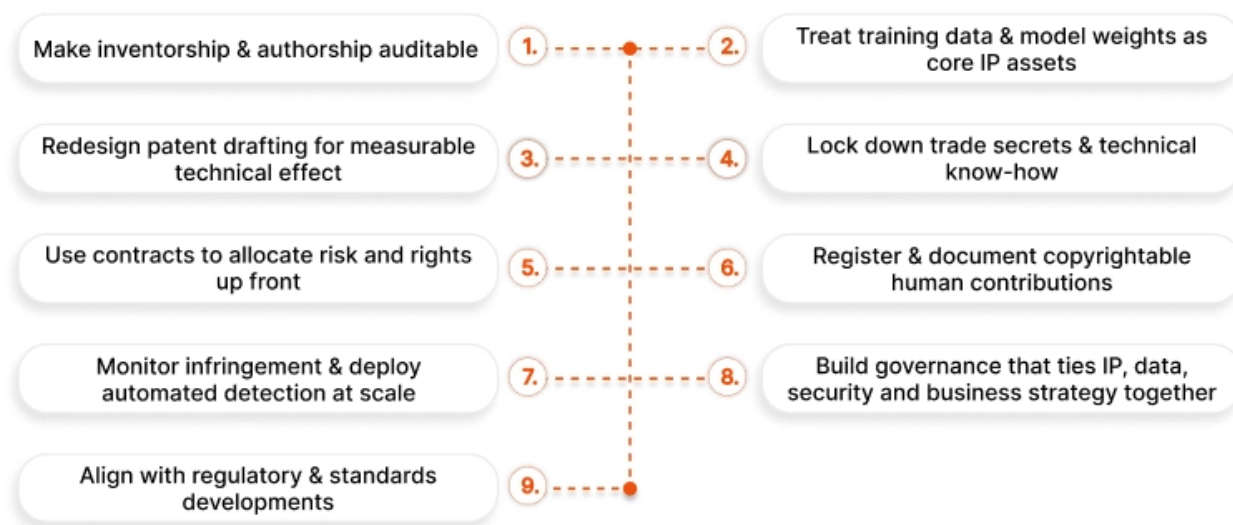 Make inventorship & authorship auditable
1.
2.
Treat training data & model weights as
core IP assets
Redesign patent drafting for measurable
technical effect
3.
4.
Lock down trade secrets & technical
know-how
Use contracts to allocate risk and rights
up front
5.
6.
Register & document copyrightable
human contributions
Monitor infringement & deploy
automated detection at scale
7.
8.
Build governance that ties IP, data,
security and business strategy together
Align with regulatory & standards
developments
9.